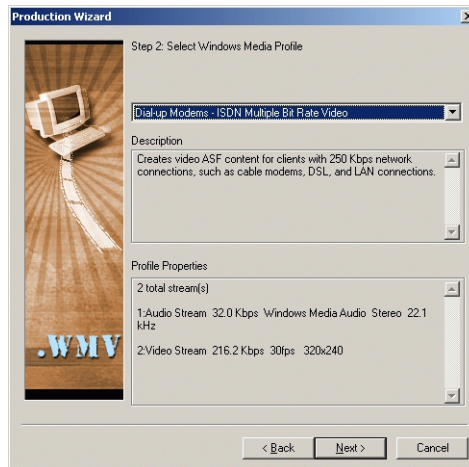 Production Wizard
Step 2: Select Windows Media Profile
Dial-up Modems - ISDN Multiple Bit Rate Video
Description
Creates video ASF content for clients with 250 Kbps network
connections, such as cable modems, DSL, and LAN connections.
Profile Properties
2 total stream(s)
1:Audio Stream 32.0 Kbps Windows Media Audio Stereo 22.1
kHz
2:Video Stream 216.2 Kbps 30fps 320x240
.WMV
< Back
Next >
Cancel